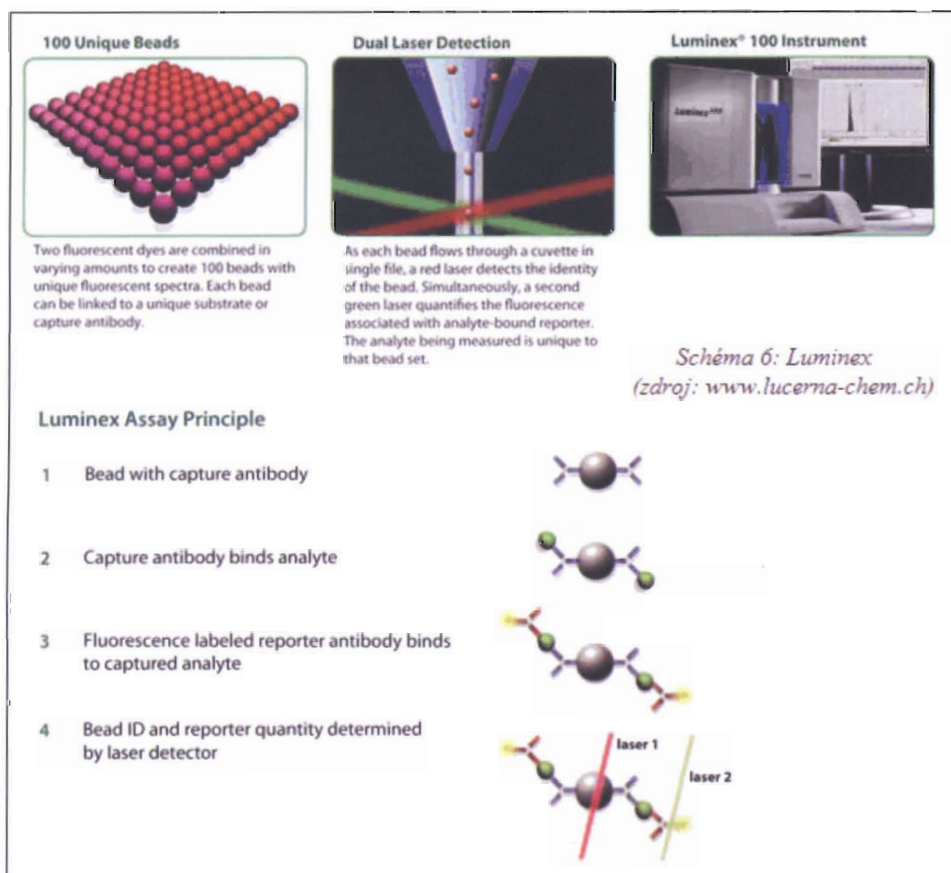 100 Unique Beads
Dual Laser Detection
Luminex® 100 Instrument
Luminex100
Two fluorescent dyes are combined in
varying amounts to create 100 beads with
unique fluorescent spectra. Each bead
can be linked to a unique substrate or
capture antibody.
As each bead flows through a cuvette in
single file, a red laser detects the identity
of the bead. Simultaneously, a second
green laser quantifies the fluorescence
associated with analyte-bound reporter.
The analyte being measured is unique to
that bead set.
Schéma 6: Luminex
(zdroj: www.lucerna-chem.ch)
Luminex Assay Principle
1 Bead with capture antibody
2 Capture antibody binds analyte
3 Fluorescence labeled reporter antibody binds
to captured analyte
4 Bead ID and reporter quantity determined
by laser detector
laser 1
laser 2